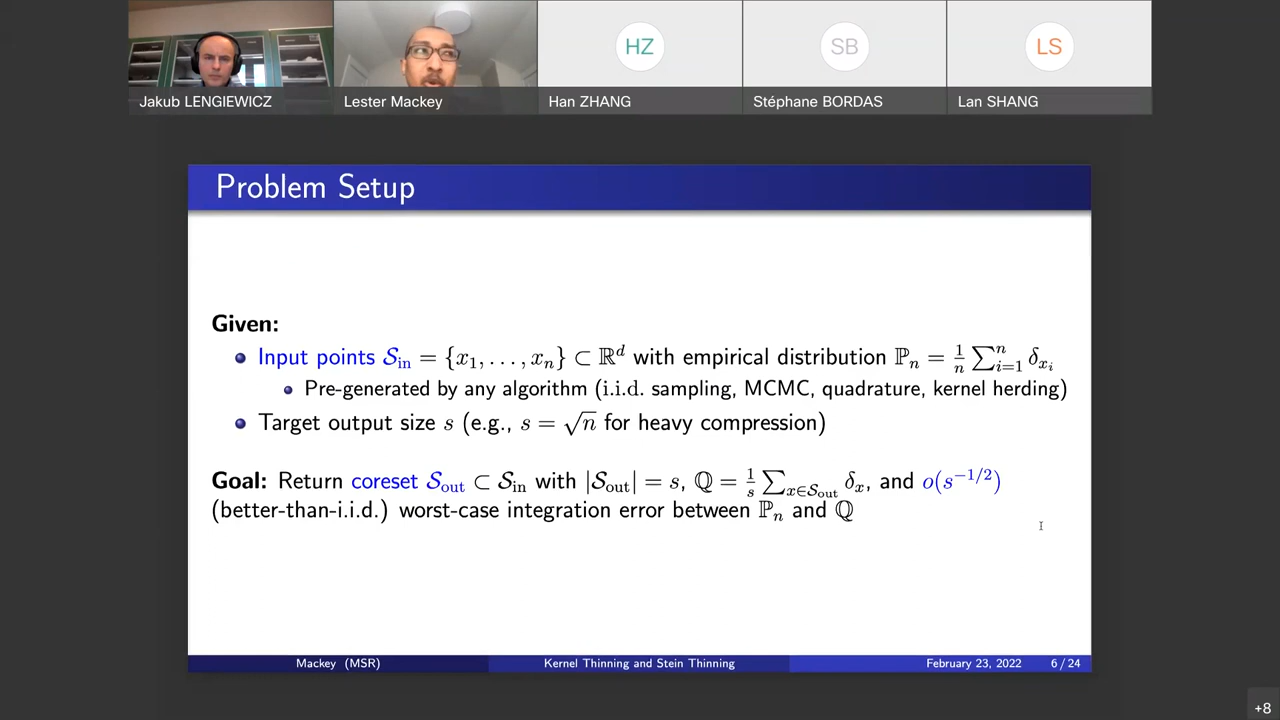 HZ
SB
LS
Jakub LENGIEWICZ
Lester Mackey
Han ZHANG
Stéphane BORDAS
Lan SHANG
Problem Setup
Given:
Input points 𝒮_in = {x_1, . . . , x_n} ⊂ ℝ^d with empirical distribution ℙ_n = 1/n ∑_{i=1}^n δ_{x_i}
Pre-generated by any algorithm (i.i.d. sampling, MCMC, quadrature, kernel herding)
Target output size s (e.g., s = √n for heavy compression)
Goal: Return coreset 𝒮_out ⊂ 𝒮_in with |𝒮_out| = s, ℚ = 1/s ∑_{x∈𝒮_out} δ_x, and o(s^{-1/2})
(better-than-i.i.d.) worst-case integration error between ℙ_n and ℚ
Mackey (MSR)
Kernel Thinning and Stein Thinning
February 23, 2022
6 / 24
+8